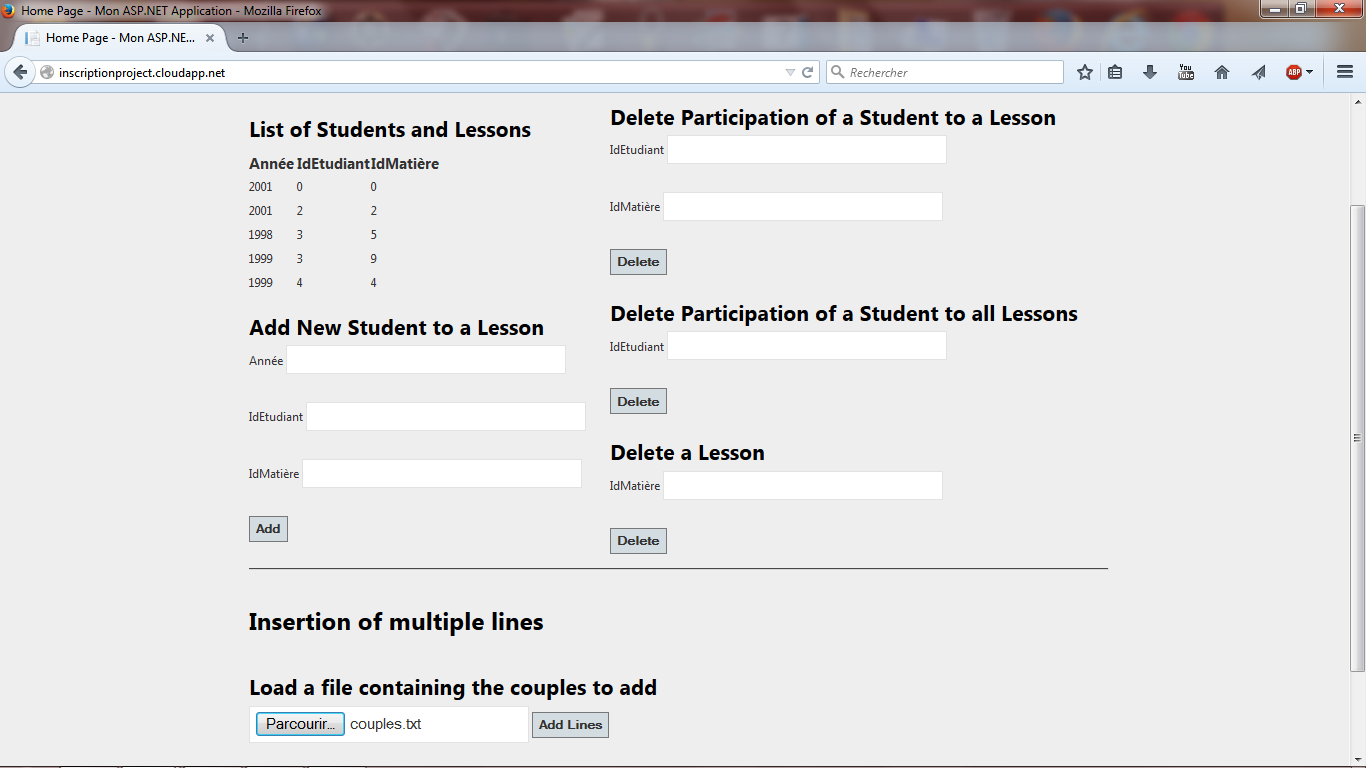 Home Page - Mon ASP.NET Application - Mozilla Firefox
Home Page - Mon ASP.NE...
inscriptionproject.cloudapp.net
Rechercher
You Tube
ABP
List of Students and Lessons
Année IdEtudiant IdMatière
2001 0 0
2001 2 2
1998 3 5
1999 3 9
1999 4 4
Add New Student to a Lesson
Année
IdEtudiant
IdMatière
Add
Delete Participation of a Student to a Lesson
IdEtudiant
IdMatière
Delete
Delete Participation of a Student to all Lessons
IdEtudiant
Delete
Delete a Lesson
IdMatière
Delete
Insertion of multiple lines
Load a file containing the couples to add
Parcourir... couples.txt Add Lines